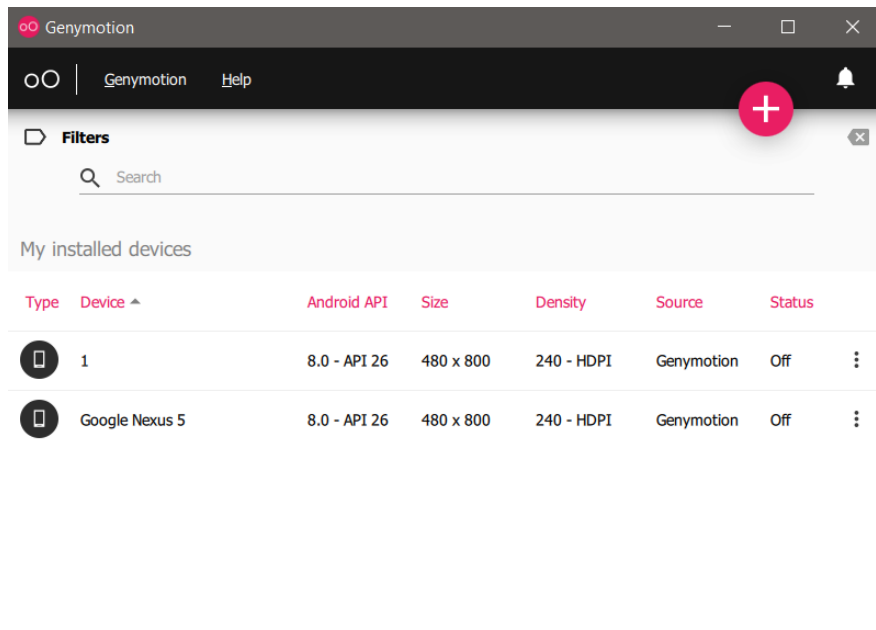 Genymotion
Genymotion Help
Filters
Search
My installed devices
Type Device Android API Size Density Source Status
1 8.0 - API 26 480 x 800 240 - HDPI Genymotion Off
Google Nexus 5 8.0 - API 26 480 x 800 240 - HDPI Genymotion Off